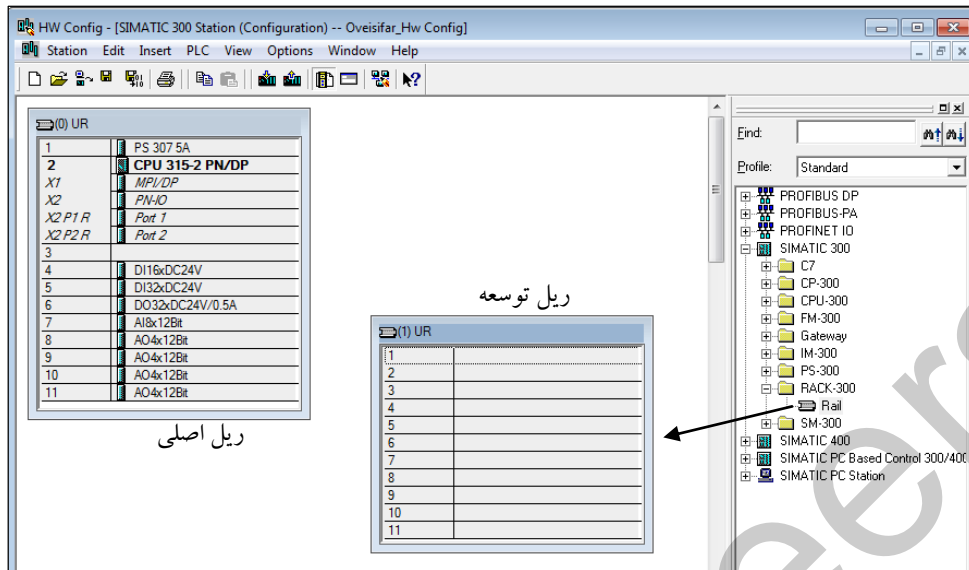 HW Config - [SIMATIC 300 Station (Configuration) -- Oveisifar_Hw Config]
Station Edit Insert PLC View Options Window Help
(0) UR
1 PS 307 5A
2 CPU 315-2 PN/DP
X1 MPI/DP
X2 PN-IO
X2 P1 R Port 1
X2 P2 R Port 2
3
4 DI16xDC24V
5 DI32xDC24V
6 DO32xDC24V/0.5A
7 AI8x12Bit
8 AO4x12Bit
9 AO4x12Bit
10 AO4x12Bit
11 AO4x12Bit
ریل اصلی
ریل توسعه
(1) UR
1
2
3
4
5
6
7
8
9
10
11
Find:
Profile: Standard
PROFIBUS DP
PROFIBUS-PA
PROFINET IO
SIMATIC 300
C7
CP-300
CPU-300
FM-300
Gateway
IM-300
PS-300
RACK-300
Rail
SM-300
SIMATIC 400
SIMATIC PC Based Control 300/400
SIMATIC PC Station